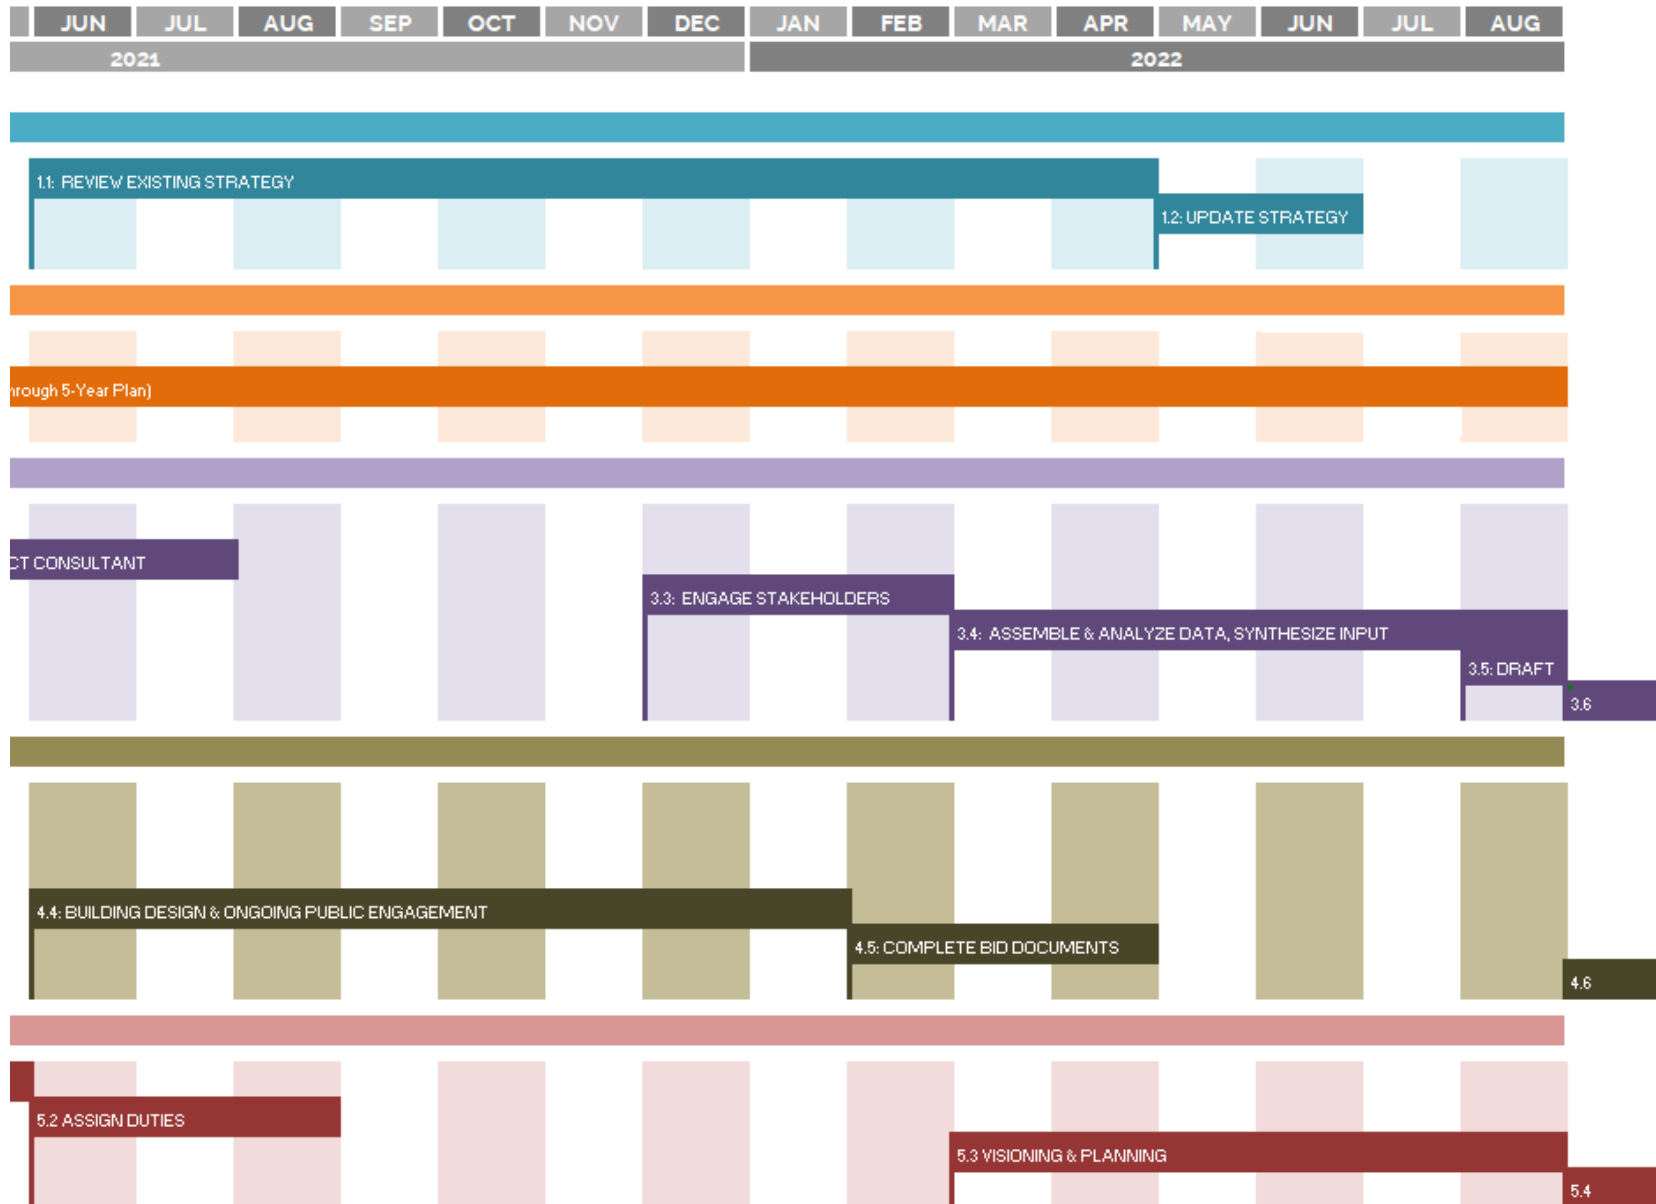 JUN JUL AUG SEP OCT NOV DEC JAN FEB MAR APR MAY JUN JUL AUG
2021 2022
1.1: REVIEW EXISTING STRATEGY
1.2: UPDATE STRATEGY
hrough 5-Year Plan)
CT CONSULTANT
3.3: ENGAGE STAKEHOLDERS
3.4: ASSEMBLE & ANALYZE DATA, SYNTHESIZE INPUT
3.5: DRAFT
3.6
4.4: BUILDING DESIGN & ONGOING PUBLIC ENGAGEMENT
4.5: COMPLETE BID DOCUMENTS
4.6
5.2 ASSIGN DUTIES
5.3 VISIONING & PLANNING
5.4